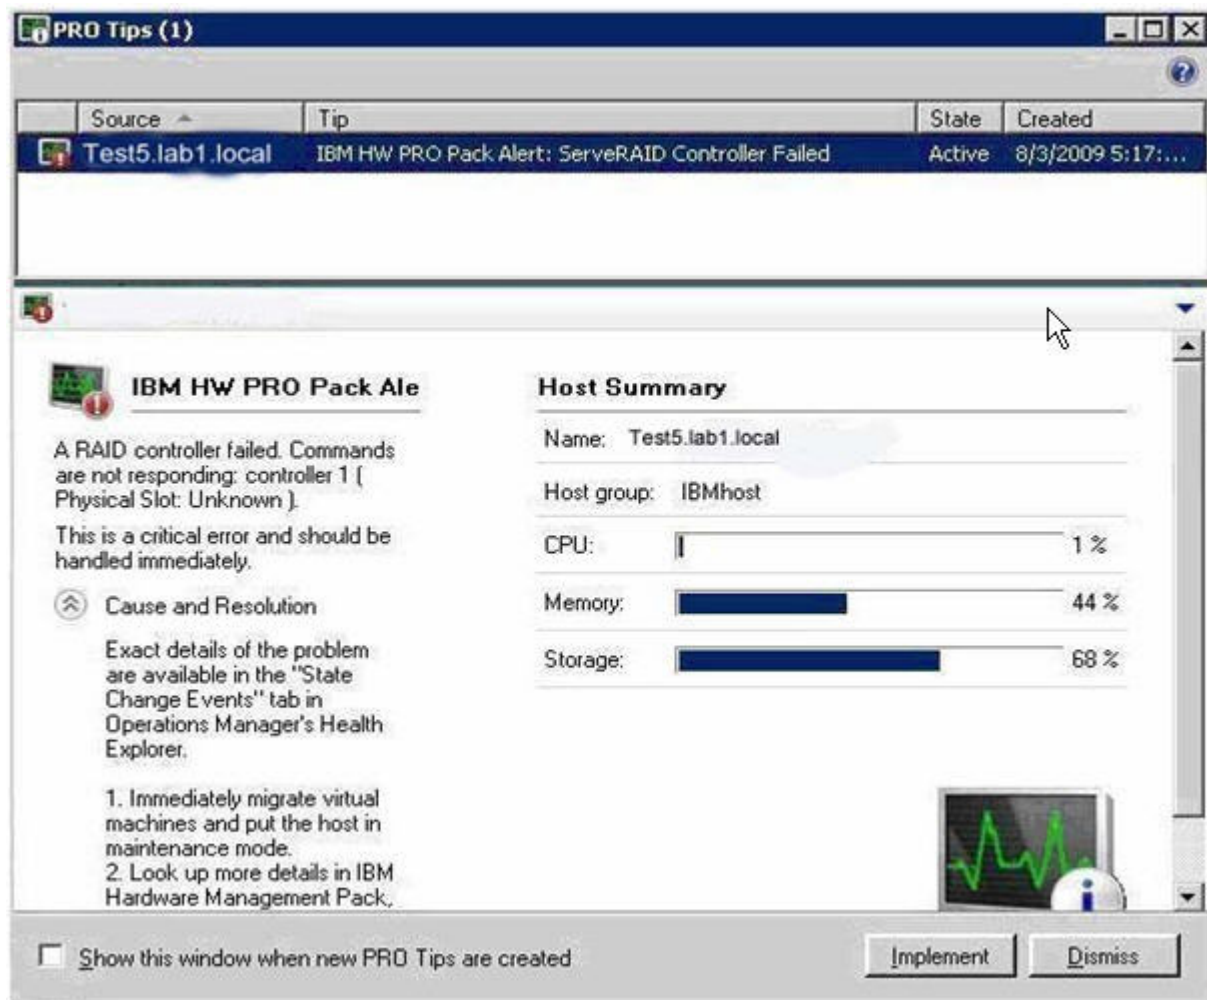 PRO Tips (1)
Source Tip State Created
Test5.lab1.local IBM HW PRO Pack Alert: ServeRAID Controller Failed Active 8/3/2009 5:17:...
IBM HW PRO Pack Ale
A RAID controller failed. Commands
are not responding: controller 1 (
Physical Slot: Unknown ).
This is a critical error and should be
handled immediately.
Cause and Resolution
Exact details of the problem
are available in the "State
Change Events" tab in
Operations Manager's Health
Explorer.
1. Immediately migrate virtual
machines and put the host in
maintenance mode.
2. Look up more details in IBM
Hardware Management Pack,
Host Summary
Name: Test5.lab1.local
Host group: IBMhost
CPU: 1 %
Memory: 44 %
Storage: 68 %
Show this window when new PRO Tips are created
Implement Dismiss